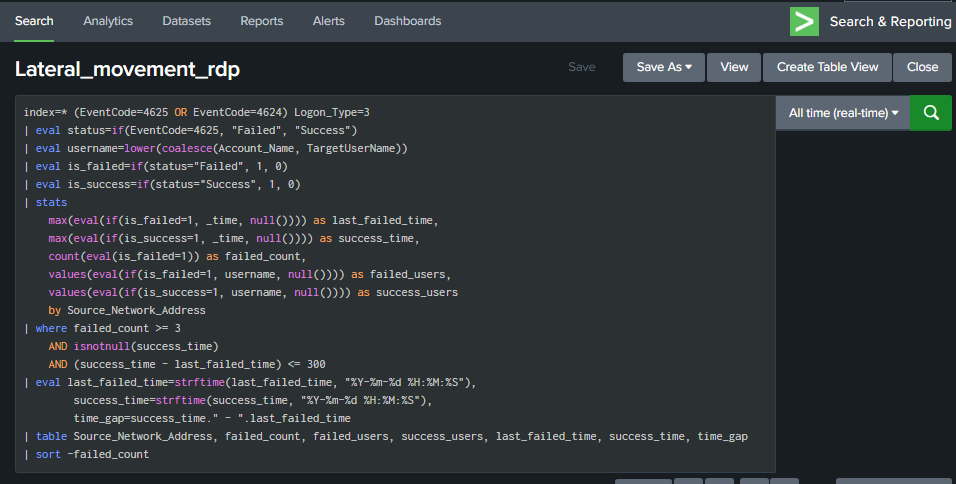 Search Analytics Datasets Reports Alerts Dashboards Search & Reporting
Lateral_movement_rdp Save Save As View Create Table View Close
index=* (EventCode=4625 OR EventCode=4624) Logon_Type=3 All time (real-time)
| eval status=if(EventCode=4625, "Failed", "Success")
| eval username=lower(coalesce(Account_Name, TargetUserName))
| eval is_failed=if(status="Failed", 1, 0)
| eval is_success=if(status="Success", 1, 0)
| stats
max(eval(if(is_failed=1, _time, null()))) as last_failed_time,
max(eval(if(is_success=1, _time, null()))) as success_time,
count(eval(is_failed=1)) as failed_count,
values(eval(if(is_failed=1, username, null()))) as failed_users,
values(eval(if(is_success=1, username, null()))) as success_users
by Source_Network_Address
| where failed_count >= 3
AND isnotnull(success_time)
AND (success_time - last_failed_time) <= 300
| eval last_failed_time=strftime(last_failed_time, "%Y-%m-%d %H:%M:%S"),
success_time=strftime(success_time, "%Y-%m-%d %H:%M:%S"),
time_gap=success_time." - ".last_failed_time
| table Source_Network_Address, failed_count, failed_users, success_users, last_failed_time, success_time, time_gap
| sort -failed_count